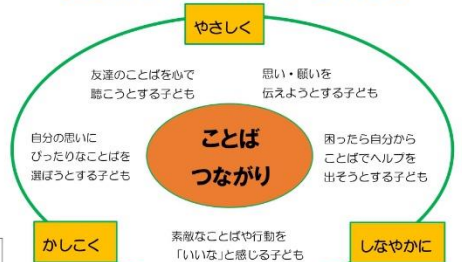 やさしく
友達のことばを心で
聴こうとする子ども
思い・願いを
伝えようとする子ども
自分の思いに
ぴったりなことばを
選ぼうとする子ども
ことば
つながり
困ったら自分から
ことばでヘルプを
出そうとする子ども
かしこく
素敵なことばや行動を
「いいな」と感じる子ども
しなやかに